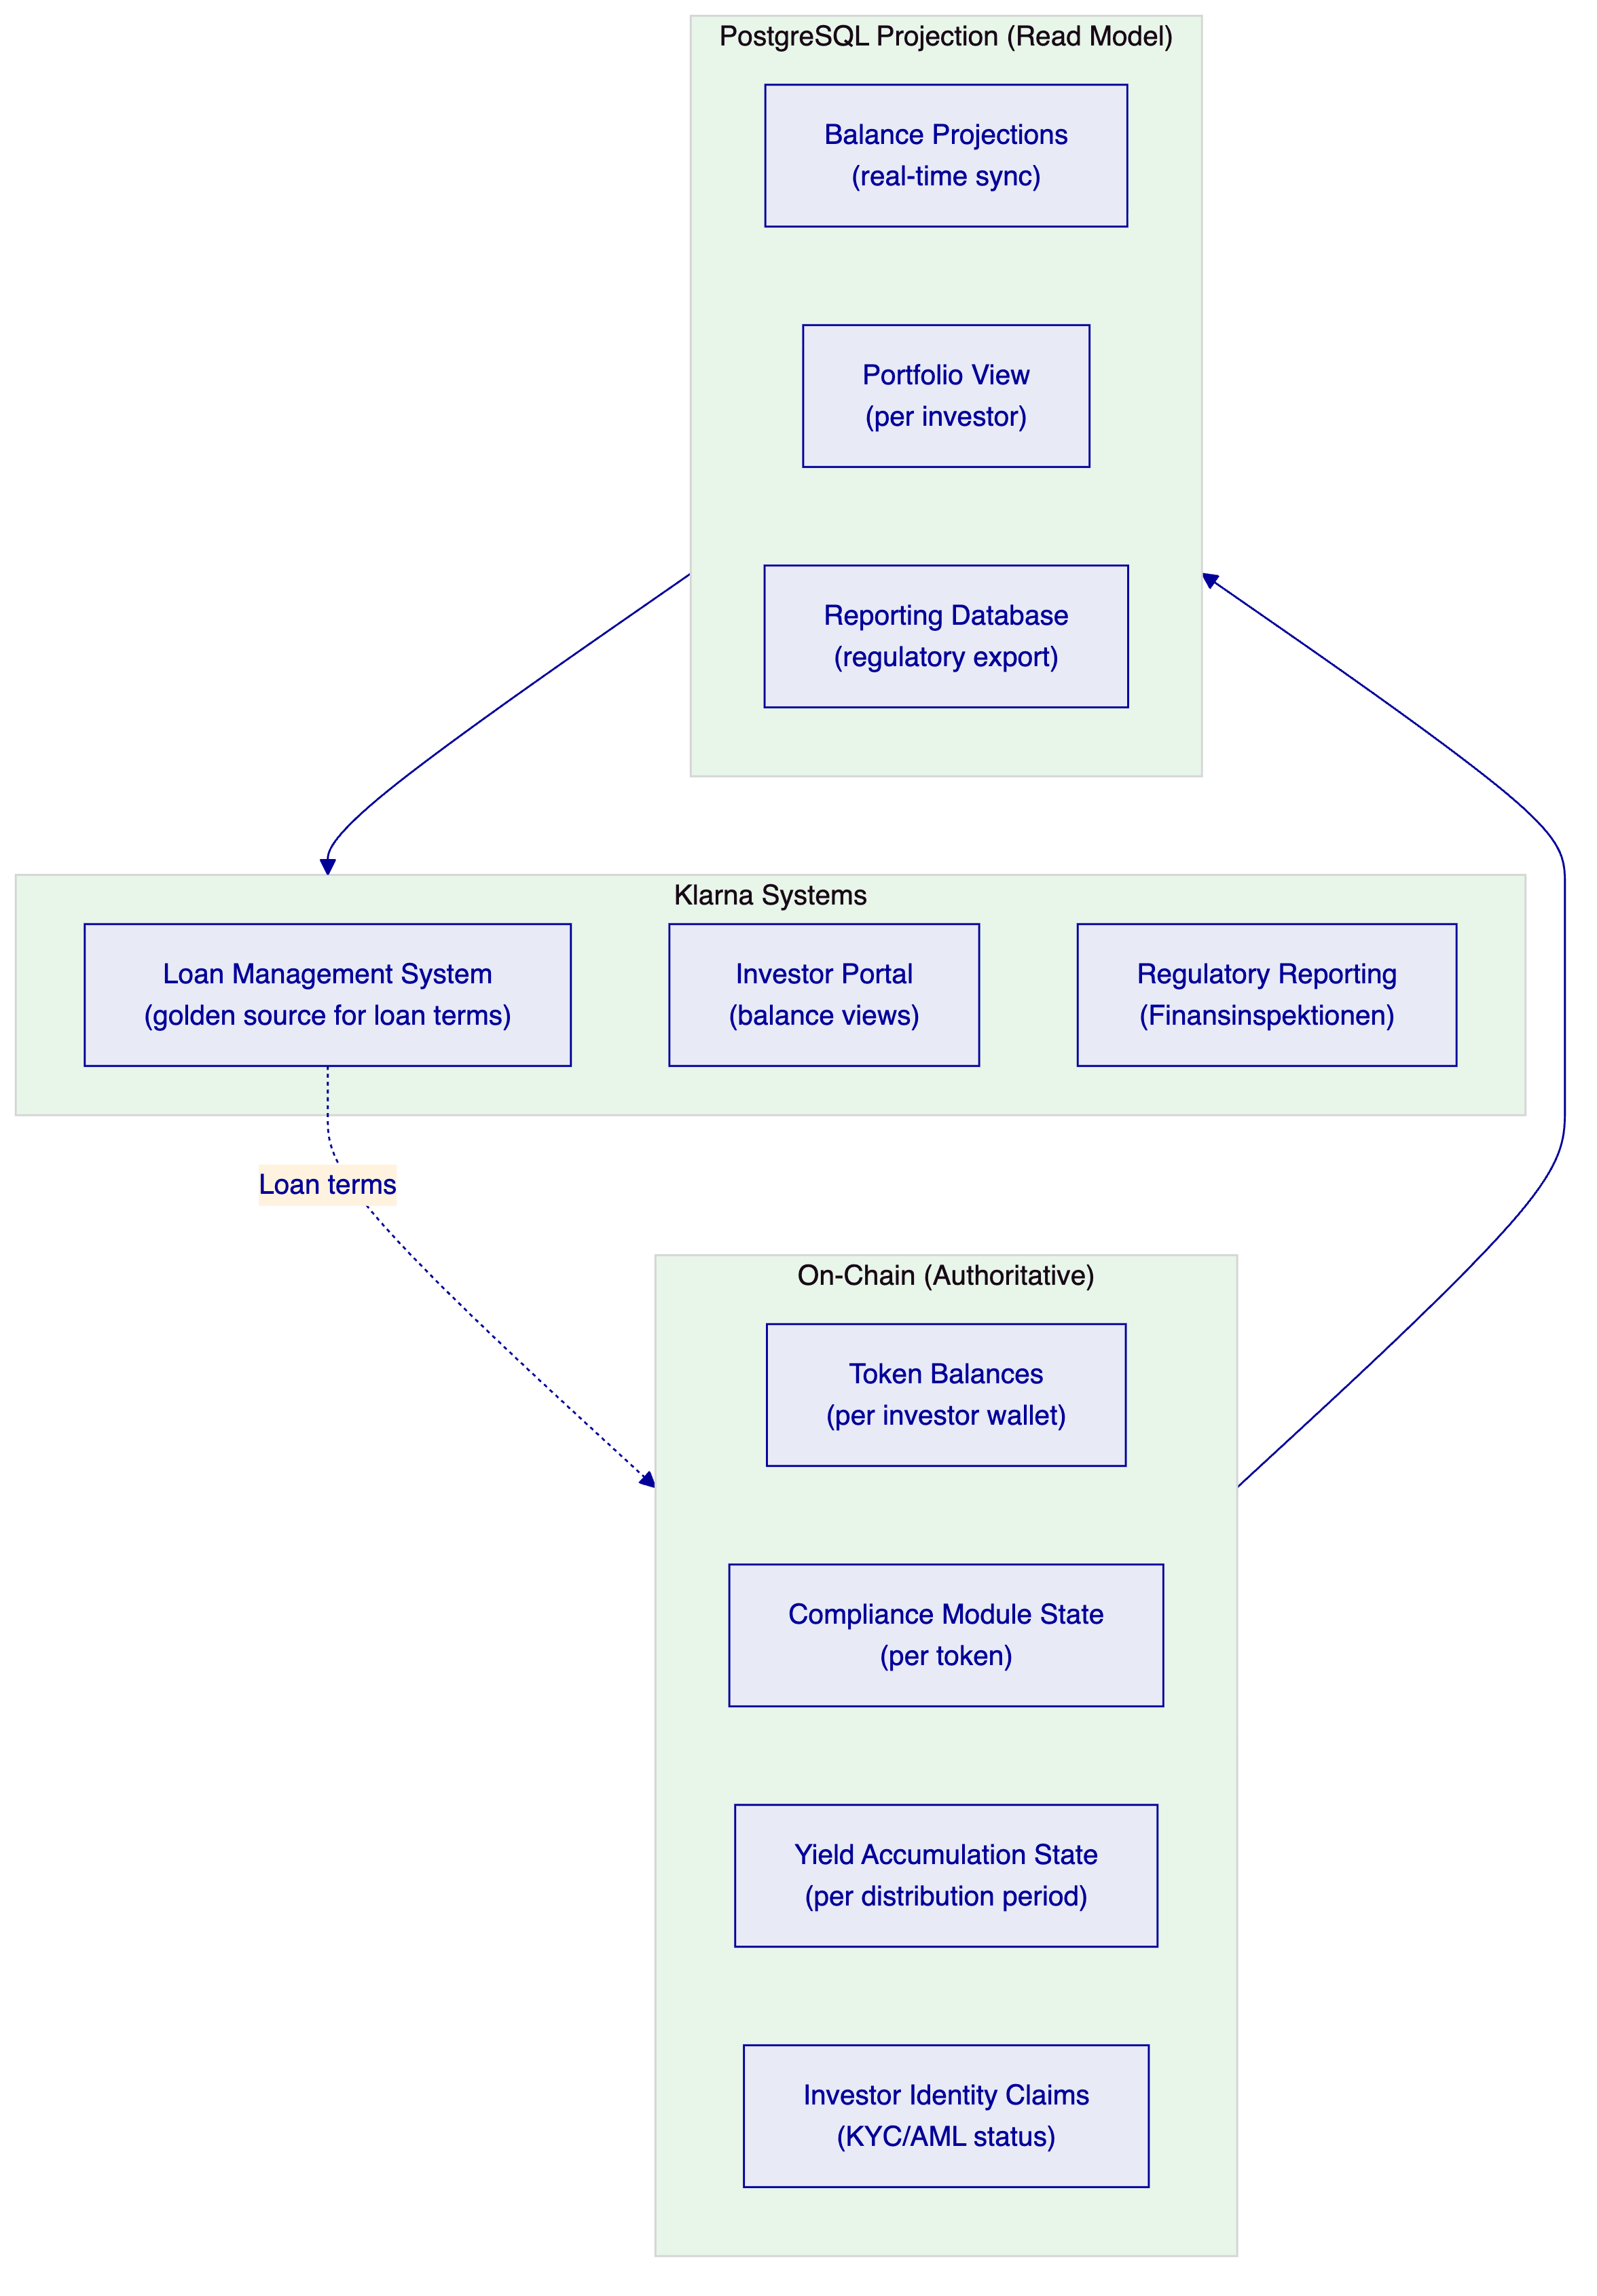 PostgreSQL Projection (Read Model)
Balance Projections
(real-time sync)
Portfolio View
(per investor)
Reporting Database
(regulatory export)
Klarna Systems
Loan Management System
(golden source for loan terms)
Investor Portal
(balance views)
Regulatory Reporting
(Finansinspektionen)
Loan terms
On-Chain (Authoritative)
Token Balances
(per investor wallet)
Compliance Module State
(per token)
Yield Accumulation State
(per distribution period)
Investor Identity Claims
(KYC/AML status)